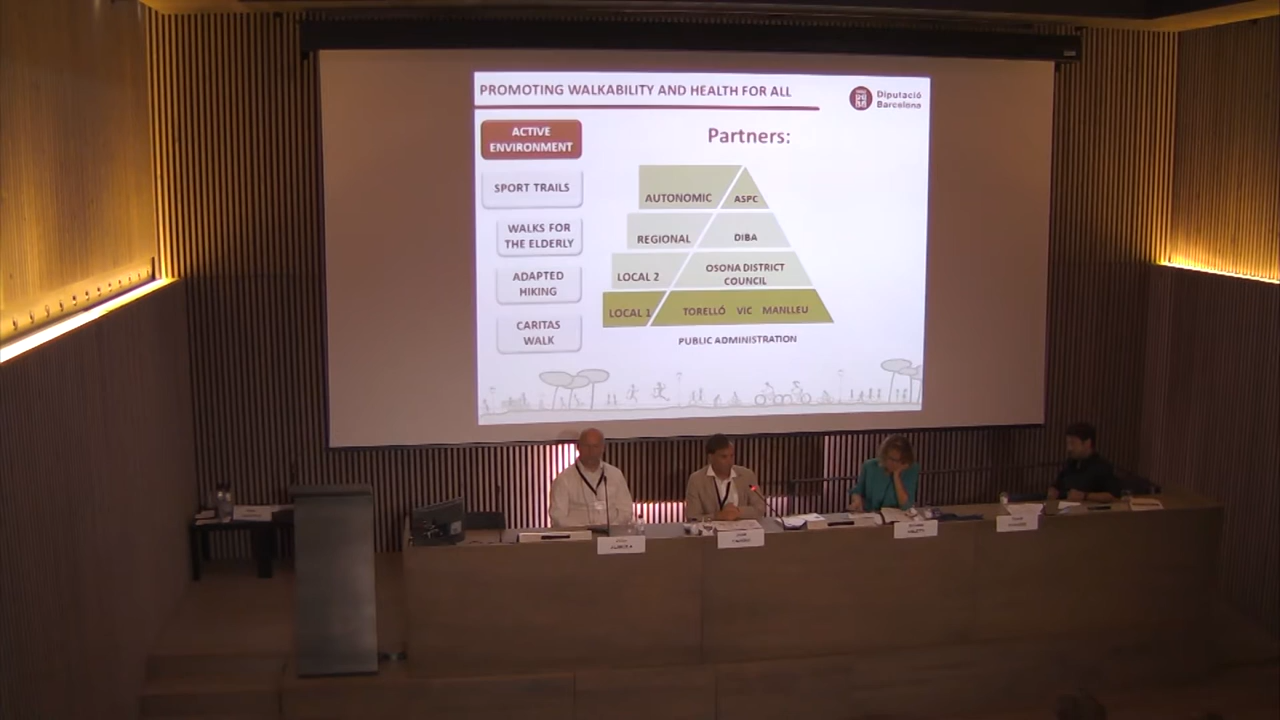 PROMOTING WALKABILITY AND HEALTH FOR ALL
Diputació
Barcelona
ACTIVE
ENVIRONMENT
Partners:
SPORT TRAILS
AUTONOMIC
ASPC
WALKS FOR
THE ELDERLY
REGIONAL
DIBA
ADAPTED
HIKING
LOCAL 2
OSONA DISTRICT
COUNCIL
LOCAL 1
TORELLÓ VIC MANLLEU
CARITAS
WALK
PUBLIC ADMINISTRATION